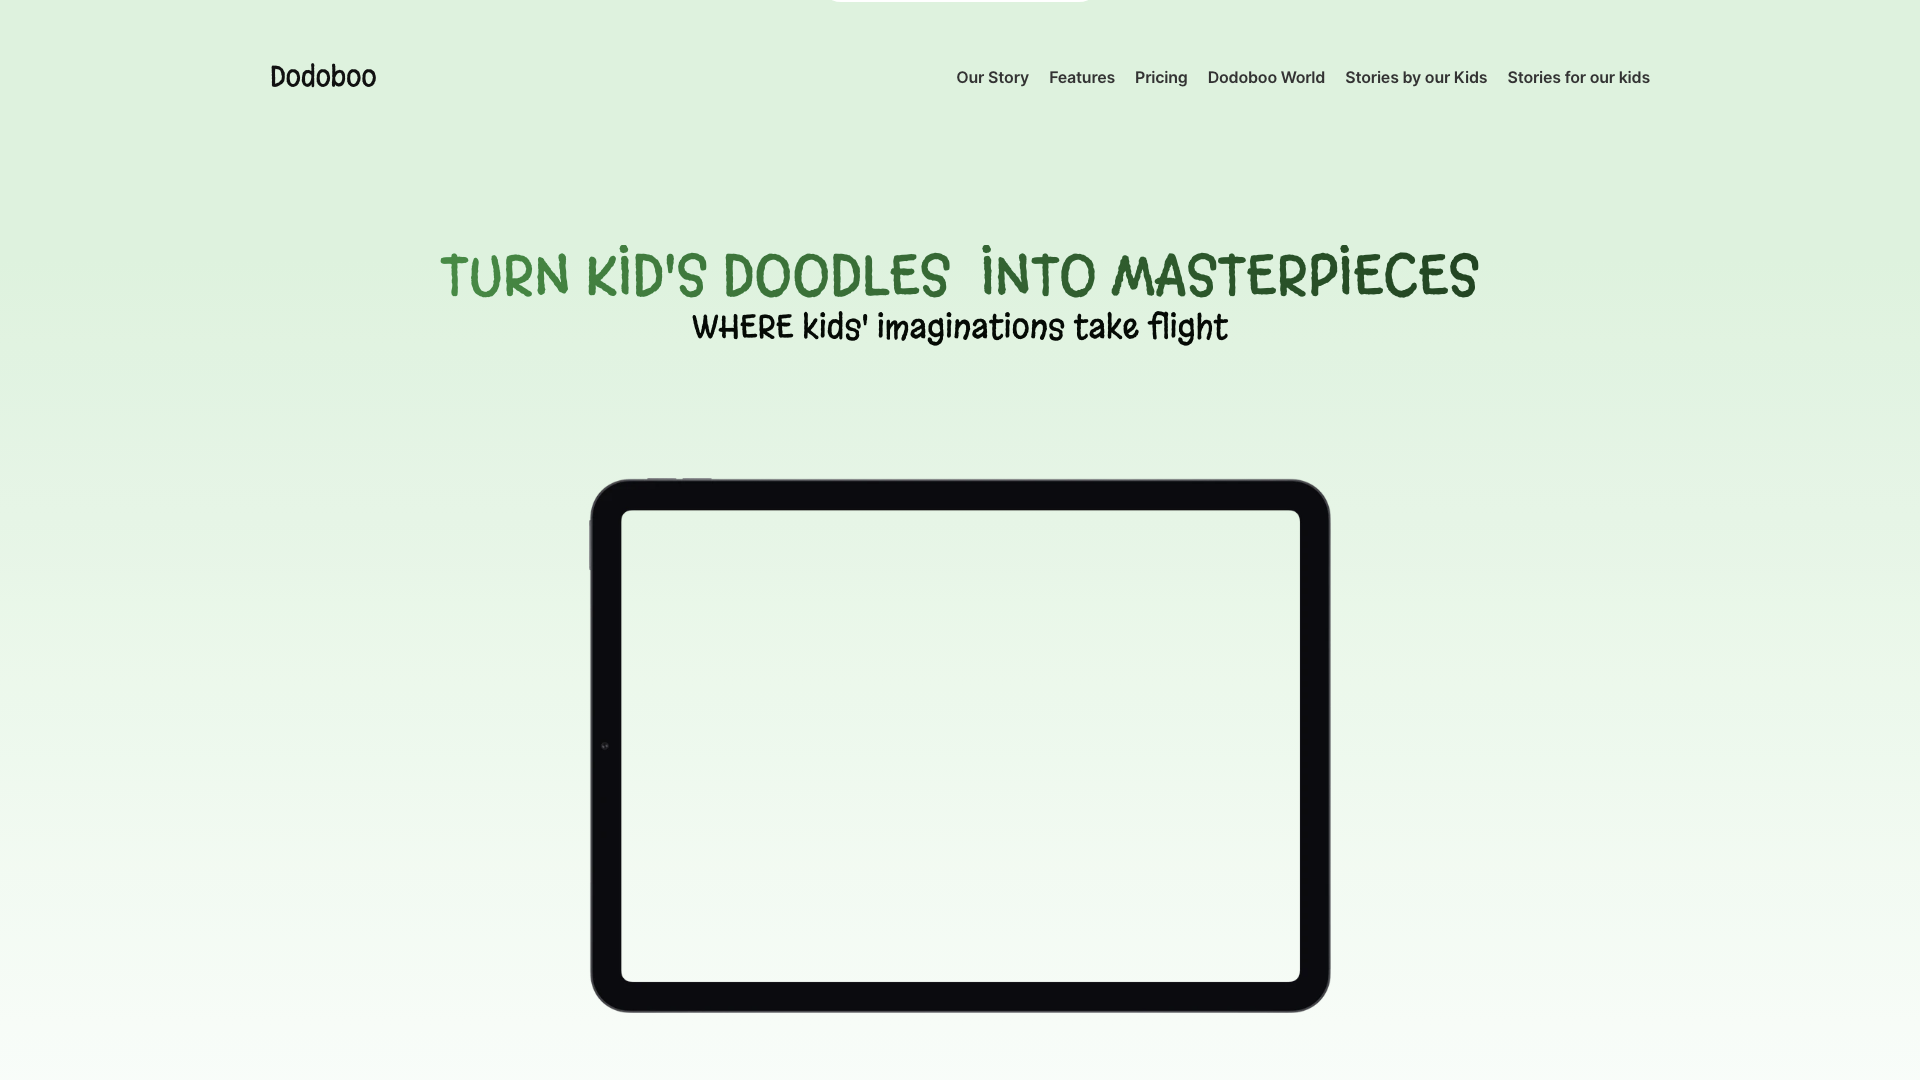 Dodoboo
Our Story Features Pricing Dodoboo World Stories by our Kids Stories for our kids
TURN KiD'S DOODLES iNTO MASTERPiECES
WHERE kids' imaginations take flight